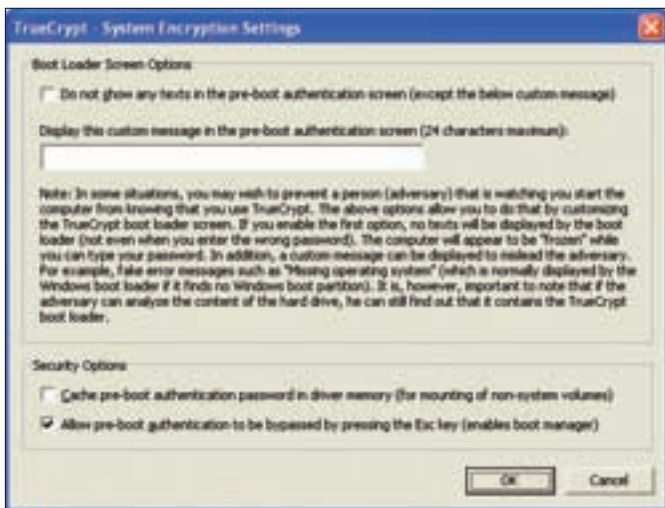 TrueCrypt - System Encryption Settings
Boot Loader Screen Options
Do not show any texts in the pre-boot authentication screen (except the below custom message)
Display this custom message in the pre-boot authentication screen (24 characters maximum):
Note: In some situations, you may wish to prevent a person (adversary) that is watching you start the
computer from knowing that you use TrueCrypt. The above options allow you to do that by customizing
the TrueCrypt boot loader screen. If you enable the first option, no texts will be displayed by the boot
loader (not even when you enter the wrong password). The computer will appear to be "frozen" while
you can type your password. In addition, a custom message can be displayed to mislead the adversary.
For example, fake error messages such as "Missing operating system" (which is normally displayed by the
Windows boot loader if it finds no Windows boot partition). It is, however, important to note that if the
adversary can analyze the content of the hard drive, he can still find out that it contains the TrueCrypt
boot loader.
Security Options
Cache pre-boot authentication password in driver memory (for mounting of non-system volumes)
Allow pre-boot authentication to be bypassed by pressing the Esc key (enables boot manager)
OK
Cancel